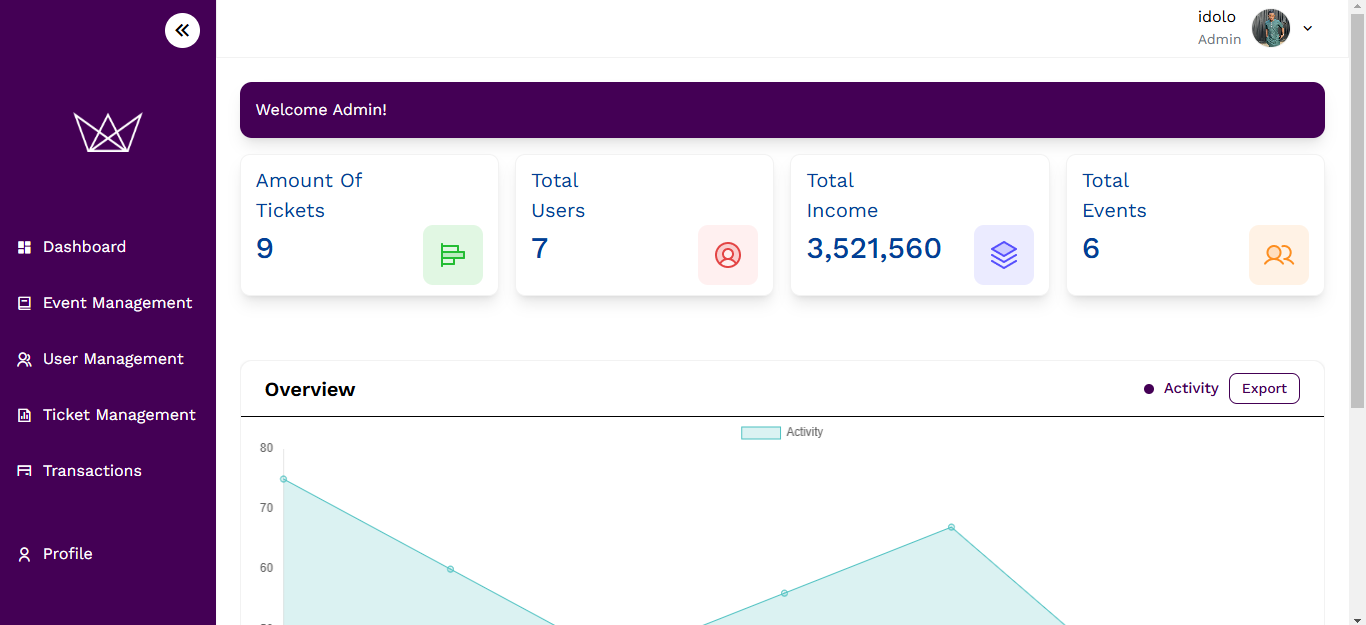 idolo
Admin
Welcome Admin!
Amount Of
Tickets
9
Total
Users
7
Total
Income
3,521,560
Total
Events
6
Dashboard
Event Management
User Management
Ticket Management
Transactions
Profile
Overview
Activity
Export
Activity
80
70
60